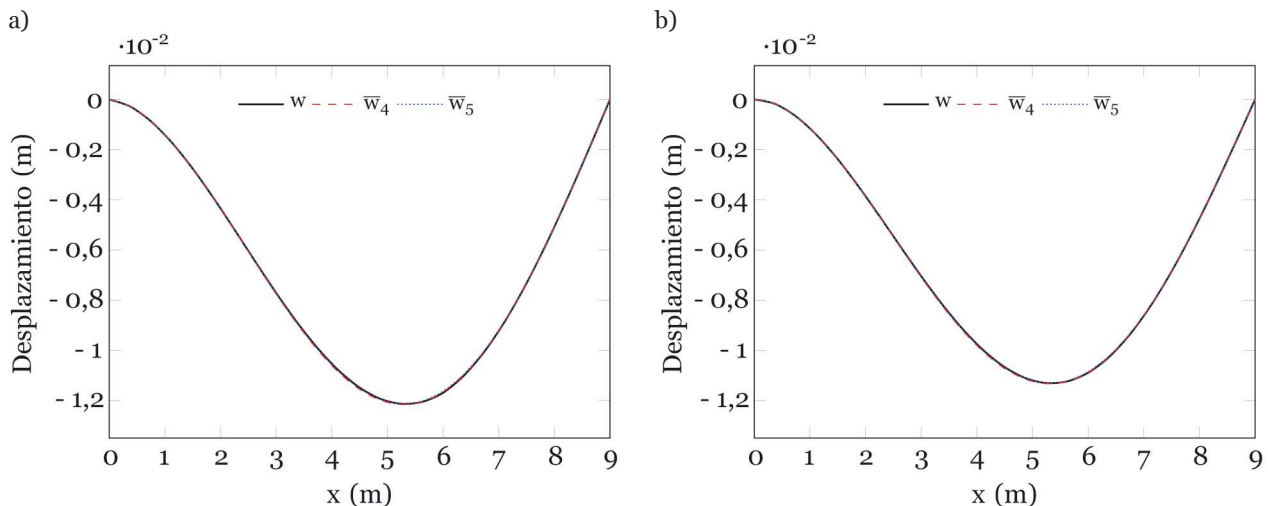 a)
·10⁻²
Desplazamiento (m)
0
- 0,2
- 0,4
- 0,6
- 0,8
- 1
- 1,2
w w̅₄ w̅₅
0 1 2 3 4 5 6 7 8 9
x (m)
b)
·10⁻²
Desplazamiento (m)
0
- 0,2
- 0,4
- 0,6
- 0,8
- 1
- 1,2
w w̅₄ w̅₅
0 1 2 3 4 5 6 7 8 9
x (m)